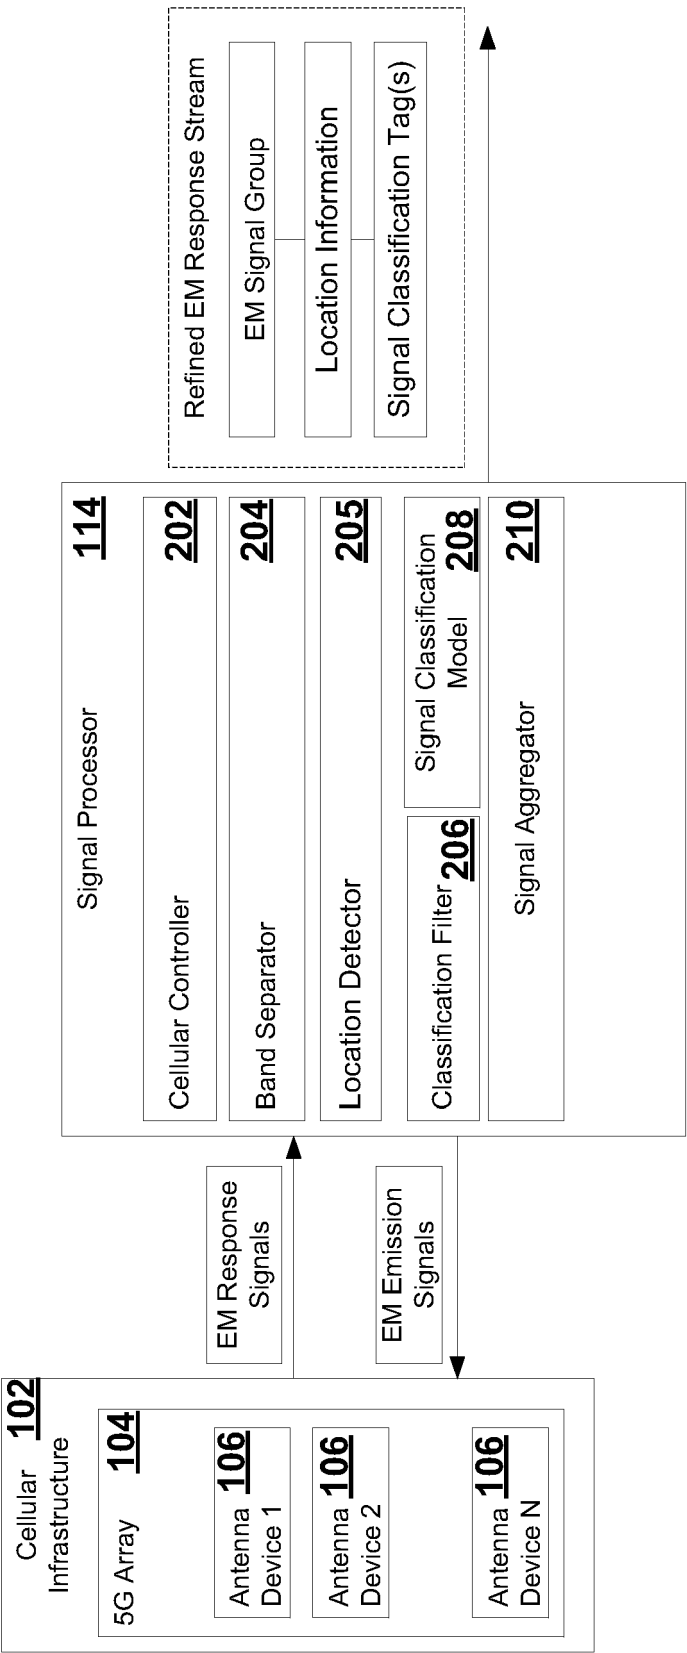 Cellular
Infrastructure
102
5G Array
104
Antenna
Device 1
106
Antenna
Device 2
106
Antenna
Device N
106
EM Response
Signals
EM Emission
Signals
Signal Processor
114
Cellular Controller
202
Band Separator
204
Location Detector
205
Classification Filter
206
Signal Classification
Model
208
Signal Aggregator
210
Refined EM Response Stream
EM Signal Group
Location Information
Signal Classification Tag(s)